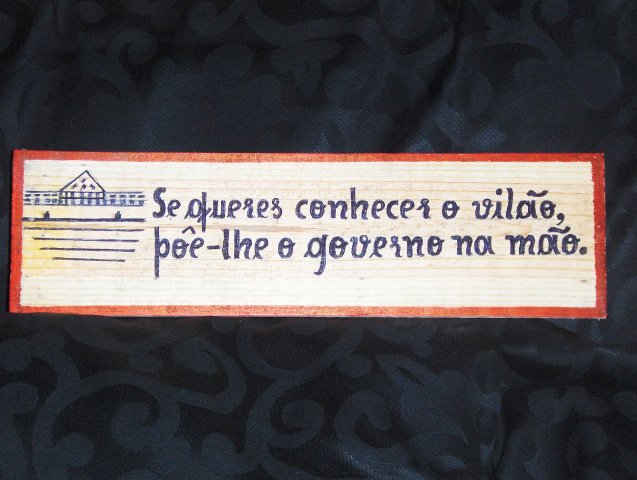 Se queres conhecer o vilão,
põe-lhe o governo na mão.